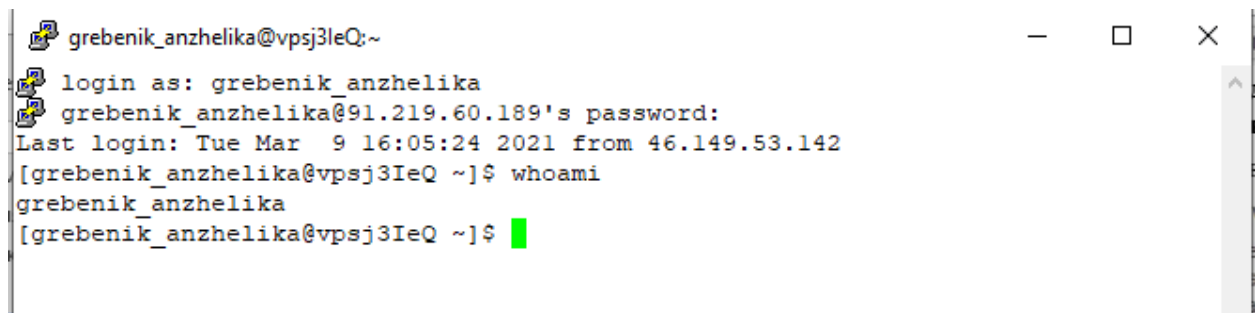 grebenik_anzhelika@vpsj3IeQ:~
login as: grebenik_anzhelika
grebenik_anzhelika@91.219.60.189's password:
Last login: Tue Mar  9 16:05:24 2021 from 46.149.53.142
[grebenik_anzhelika@vpsj3IeQ ~]$ whoami
grebenik_anzhelika
[grebenik_anzhelika@vpsj3IeQ ~]$